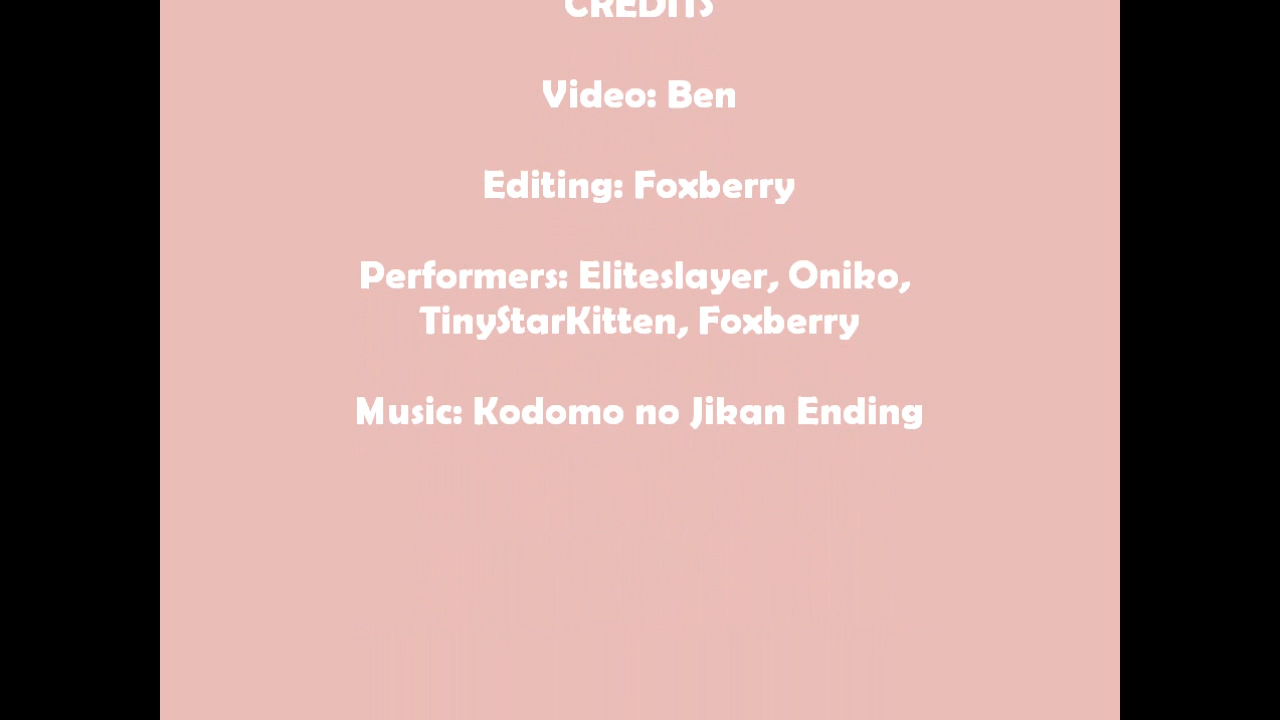 CREDITS
Video: Ben
Editing: Foxberry
Performers: Eliteslayer, Oniko,
TinyStarKitten, Foxberry
Music: Kodomo no Jikan Ending